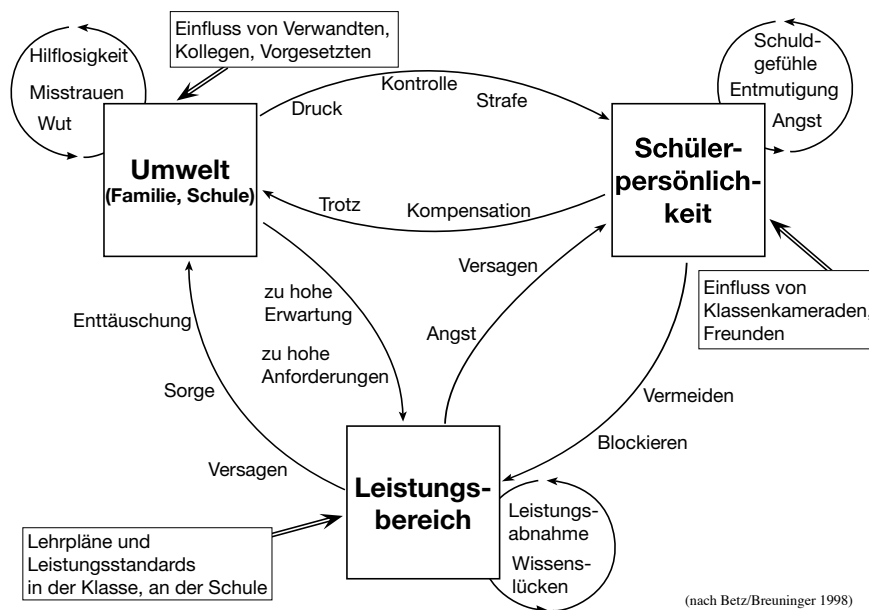 Einfluss von Verwandten,
Kollegen, Vorgesetzten
Hilflosigkeit
Misstrauen
Wut
Schuld-
gefühle
Entmutigung
Angst
Kontrolle
Druck
Strafe
Umwelt
(Familie, Schule)
Schüler-
persönlich-
keit
Trotz
Kompensation
Versagen
Einfluss von
Klassenkameraden,
Freunden
zu hohe
Erwartung
Enttäuschung
Angst
zu hohe
Anforderungen
Sorge
Vermeiden
Blockieren
Versagen
Leistungs-
bereich
Leistungs-
abnahme
Wissens-
lücken
Lehrpläne und
Leistungsstandards
in der Klasse, an der Schule
(nach Betz/Breuninger 1998)